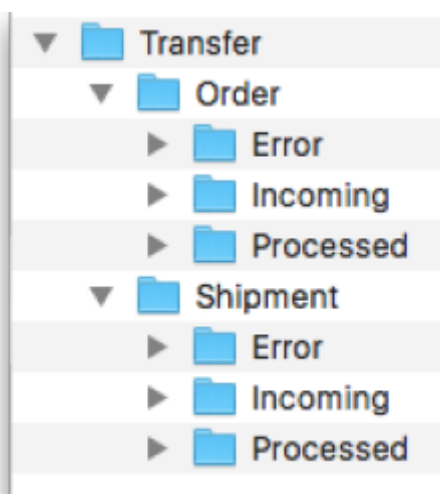 Transfer
Order
Error
Incoming
Processed
Shipment
Error
Incoming
Processed